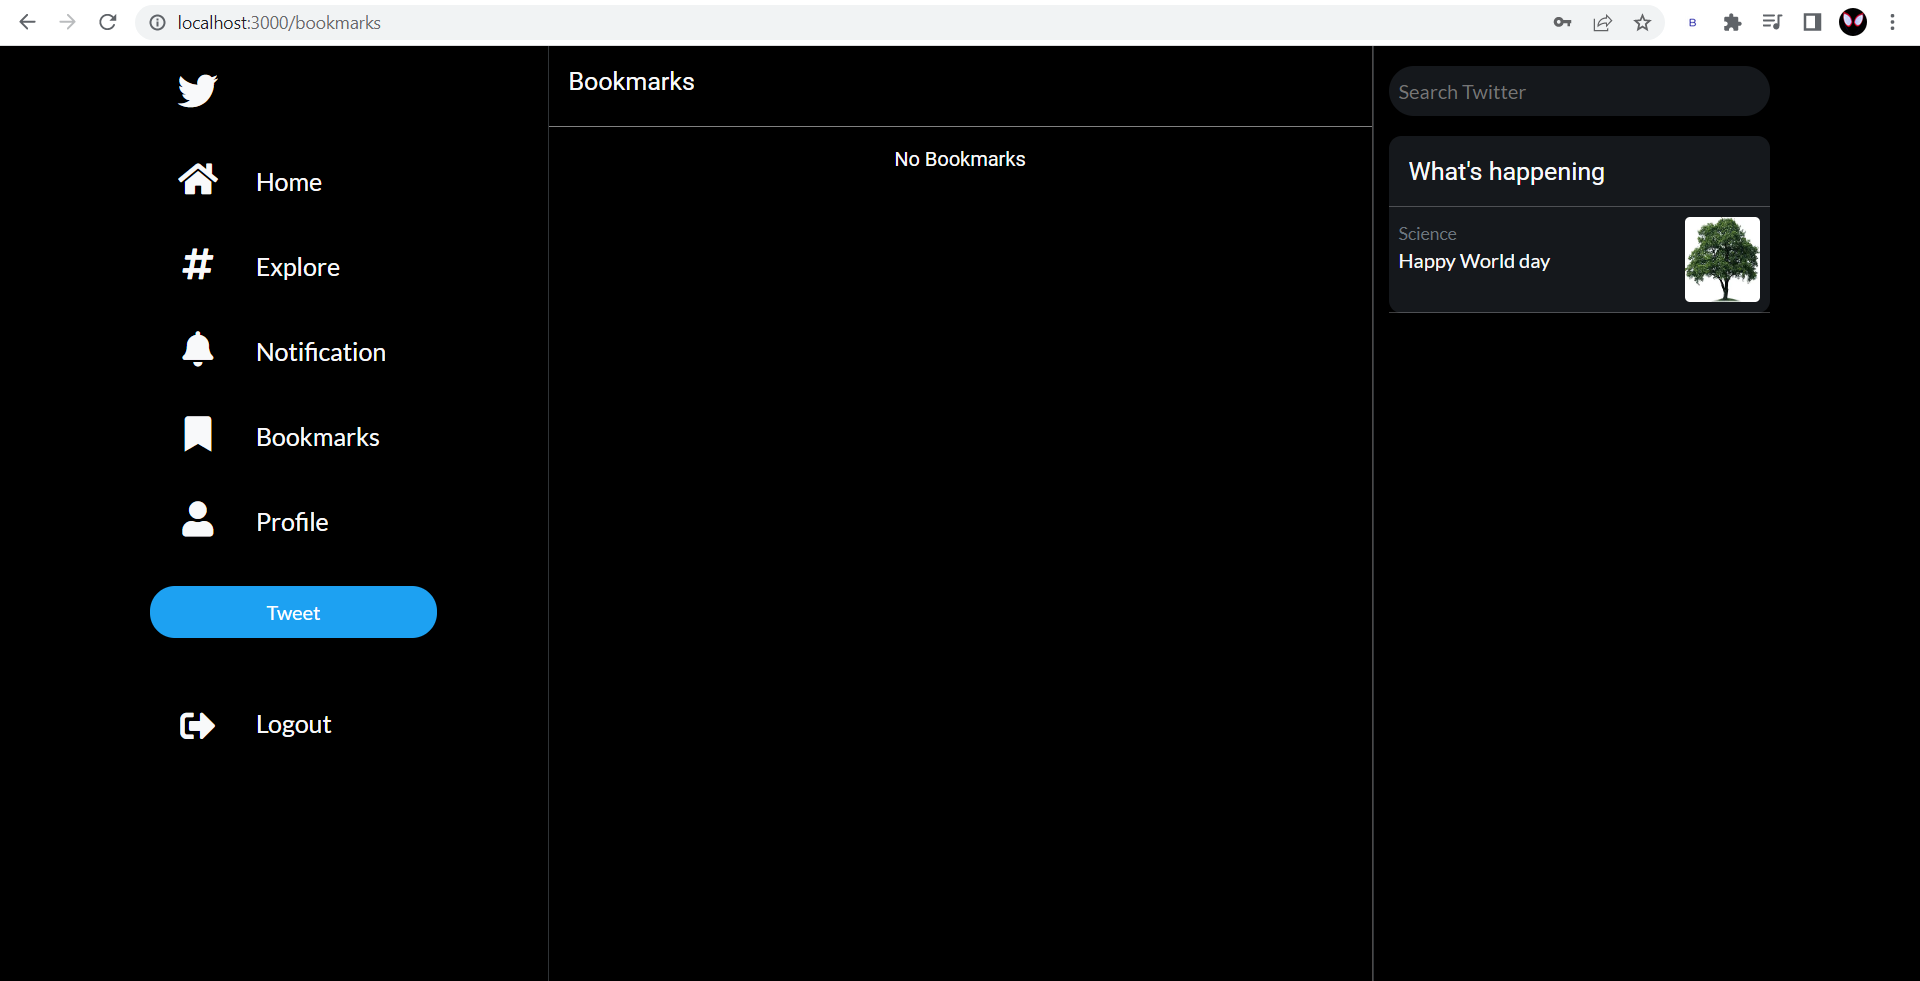 localhost:3000/bookmarks
B
Home
Explore
Notification
Bookmarks
Profile
Tweet
Logout
Bookmarks
No Bookmarks
Search Twitter
What's happening
Science
Happy World day